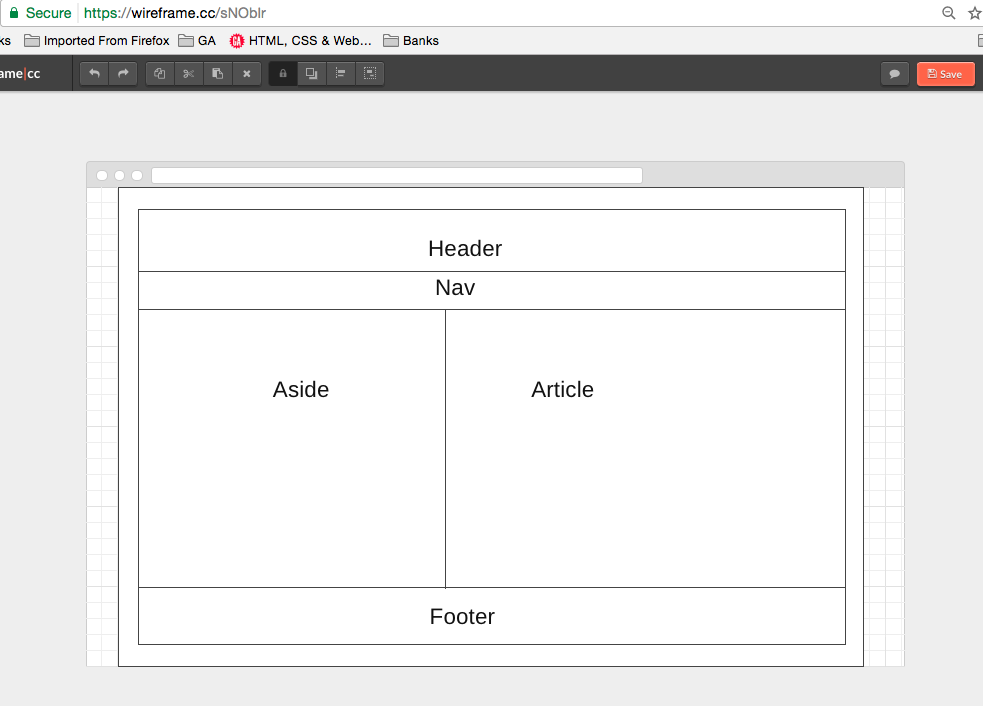 Secure https://wireframe.cc/sNOblr
ks Imported From Firefox GA GA HTML, CSS & Web... Banks
ame|cc Save
Header
Nav
Aside Article
Footer